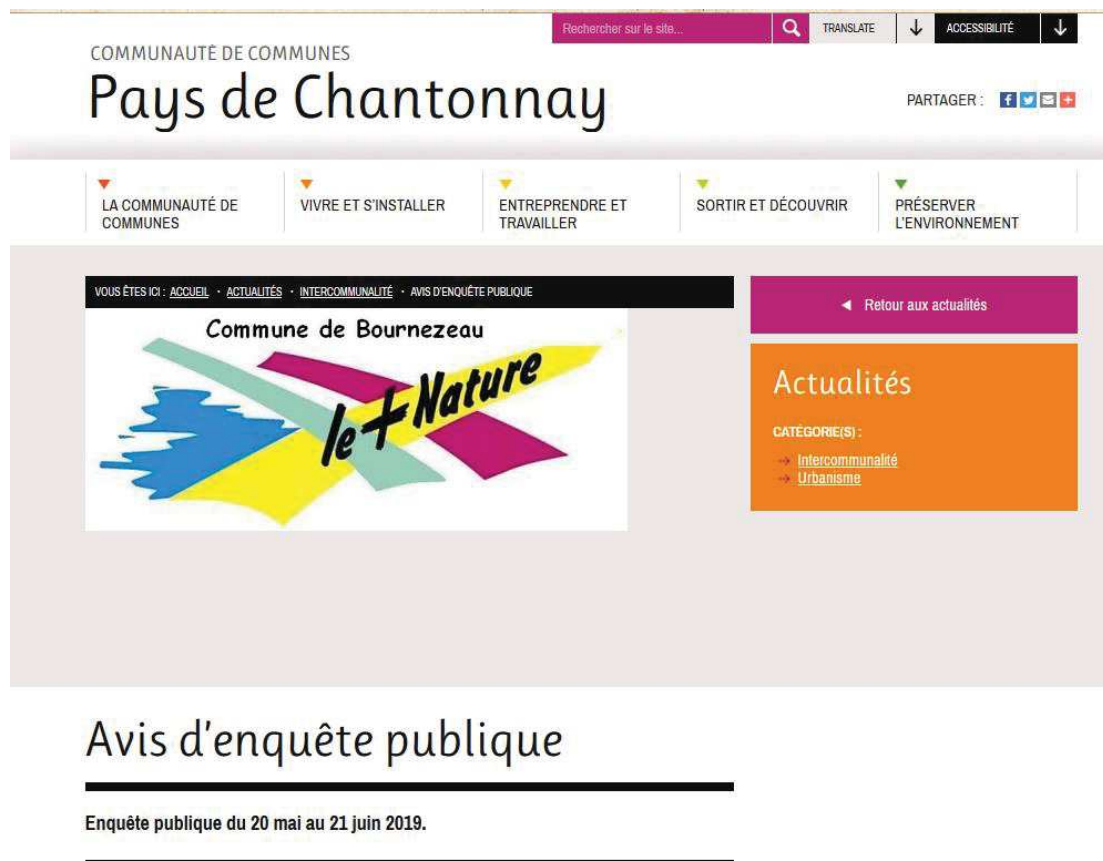 Rechercher sur le site...
TRANSLATE
ACCESSIBILITÉ
COMMUNAUTÉ DE COMMUNES
Pays de Chantonnay
PARTAGER :
LA COMMUNAUTÉ DE
COMMUNES
VIVRE ET S'INSTALLER
ENTREPRENDRE ET
TRAVAILLER
SORTIR ET DÉCOUVRIR
PRÉSERVER
L'ENVIRONNEMENT
VOUS ÊTES ICI : ACCUEIL • ACTUALITÉS • INTERCOMMUNALITÉ • AVIS D'ENQUÊTE PUBLIQUE
Commune de Bournezeau
le + Nature
Retour aux actualités
Actualités
CATÉGORIE(S) :
Intercommunalité
Urbanisme
Avis d'enquête publique
Enquête publique du 20 mai au 21 juin 2019.